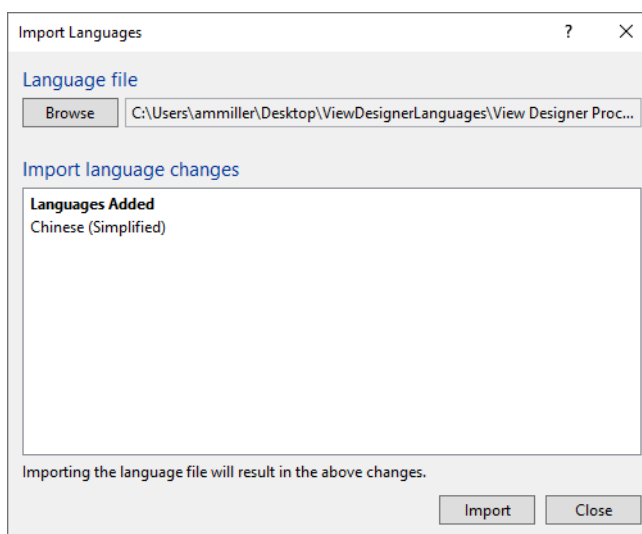 Import Languages ?
Language file
Browse C:\Users\ammiller\Desktop\ViewDesignerLanguages\View Designer Proc...
Import language changes
Languages Added
Chinese (Simplified)
Importing the language file will result in the above changes.
Import Close